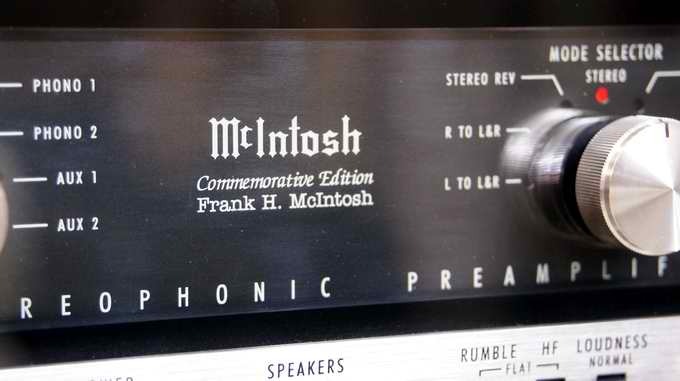 MODE SELECTOR
STEREO REV
STEREO
PHONO 1
PHONO 2
R TO L&R
AUX 1
L TO L&R
AUX 2
McIntosh
Commemorative Edition
Frank H. McIntosh
REOPHONIC PREAMPLIF
SPEAKERS
RUMBLE HF LOUDNESS
FLAT NORMAL